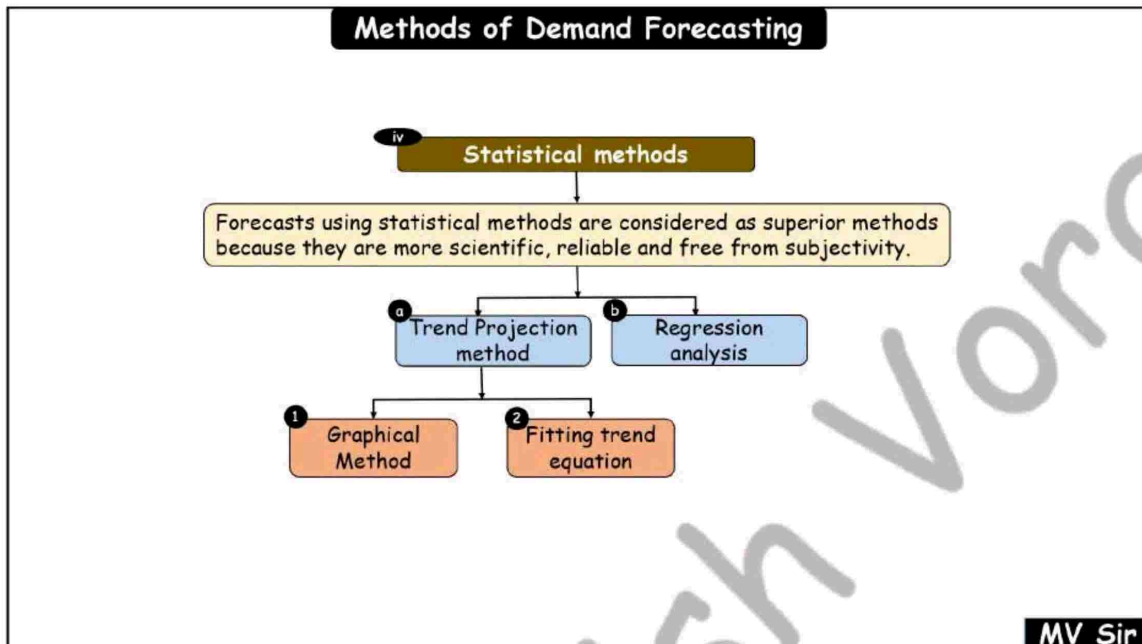 Methods of Demand Forecasting
iv
Statistical methods
Forecasts using statistical methods are considered as superior methods
because they are more scientific, reliable and free from subjectivity.
a
Trend Projection
method
b
Regression
analysis
1
Graphical
Method
2
Fitting trend
equation
MV Sir